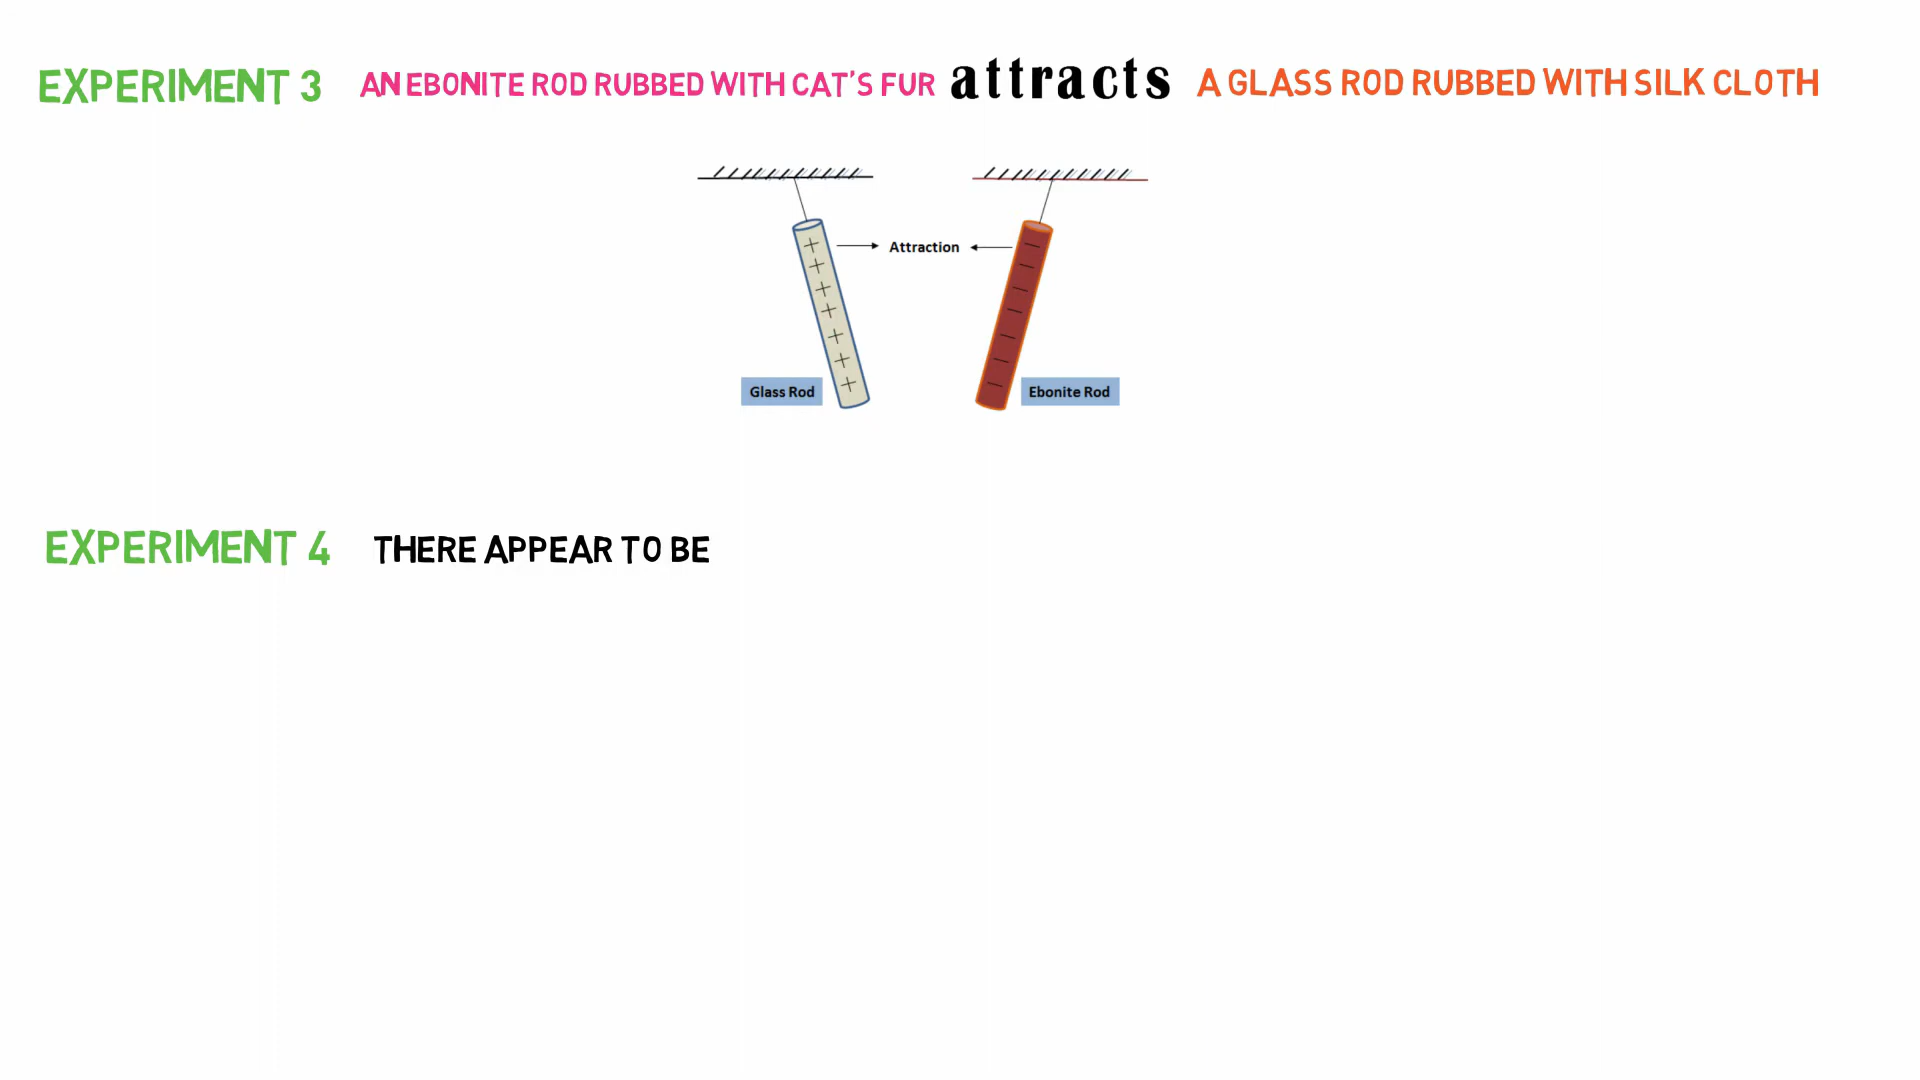 EXPERIMENT 3 AN EBONITE ROD RUBBED WITH CAT'S FUR attracts A GLASS ROD RUBBED WITH SILK CLOTH
Attraction
Glass Rod
Ebonite Rod
EXPERIMENT 4 THERE APPEAR TO BE